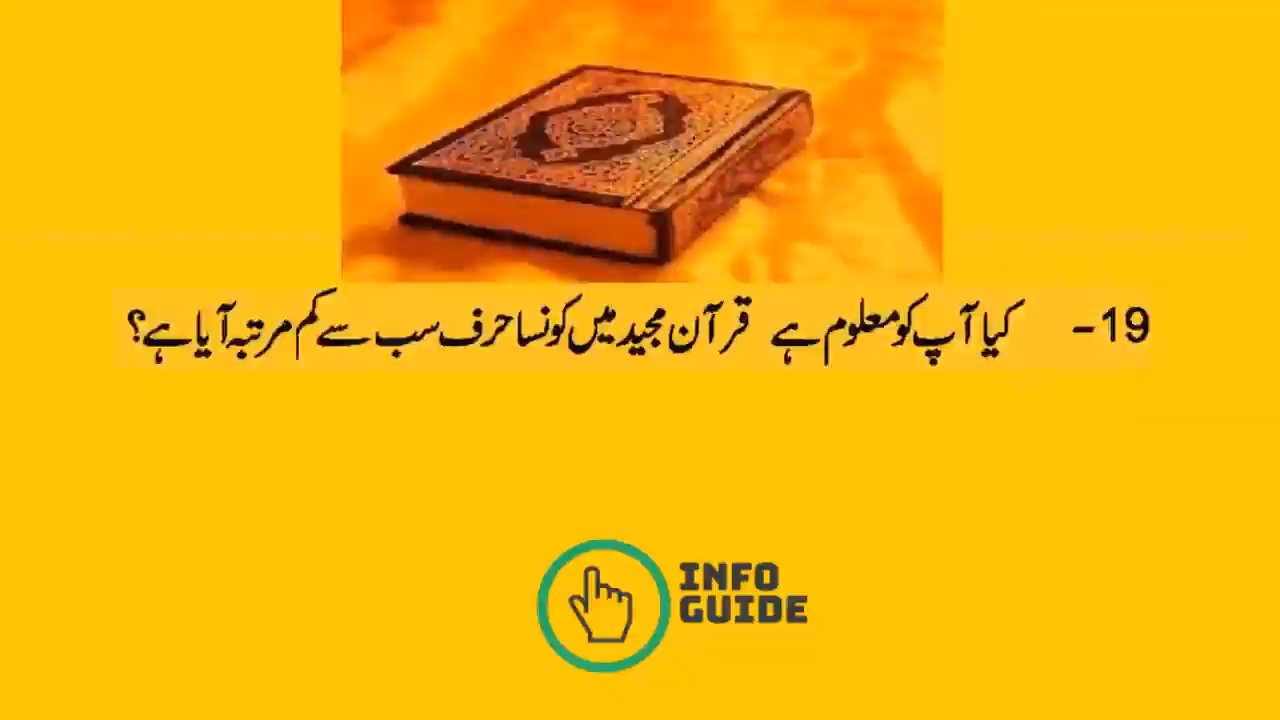 19- کیا آپ کو معلوم ہے قرآن مجید میں کونسا حرف سب سے کم مرتبہ آیا ہے؟
INFO
GUIDE